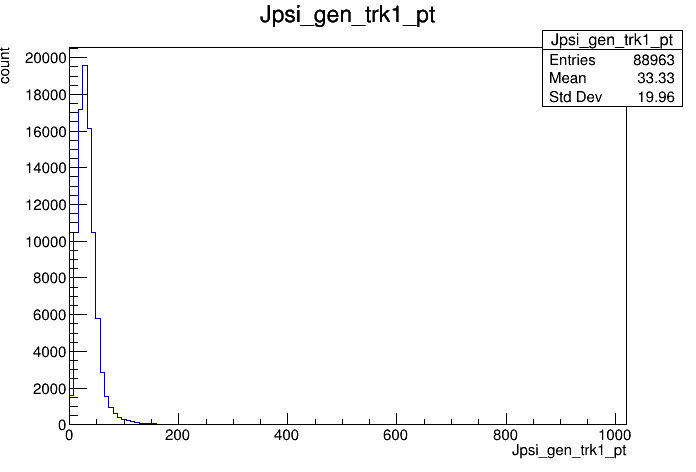 Jpsi_gen_trk1_pt
Jpsi_gen_trk1_pt
Entries 88963
Mean 33.33
Std Dev 19.96
count
20000
18000
16000
14000
12000
10000
8000
6000
4000
2000
0
0 200 400 600 800 1000
Jpsi_gen_trk1_pt